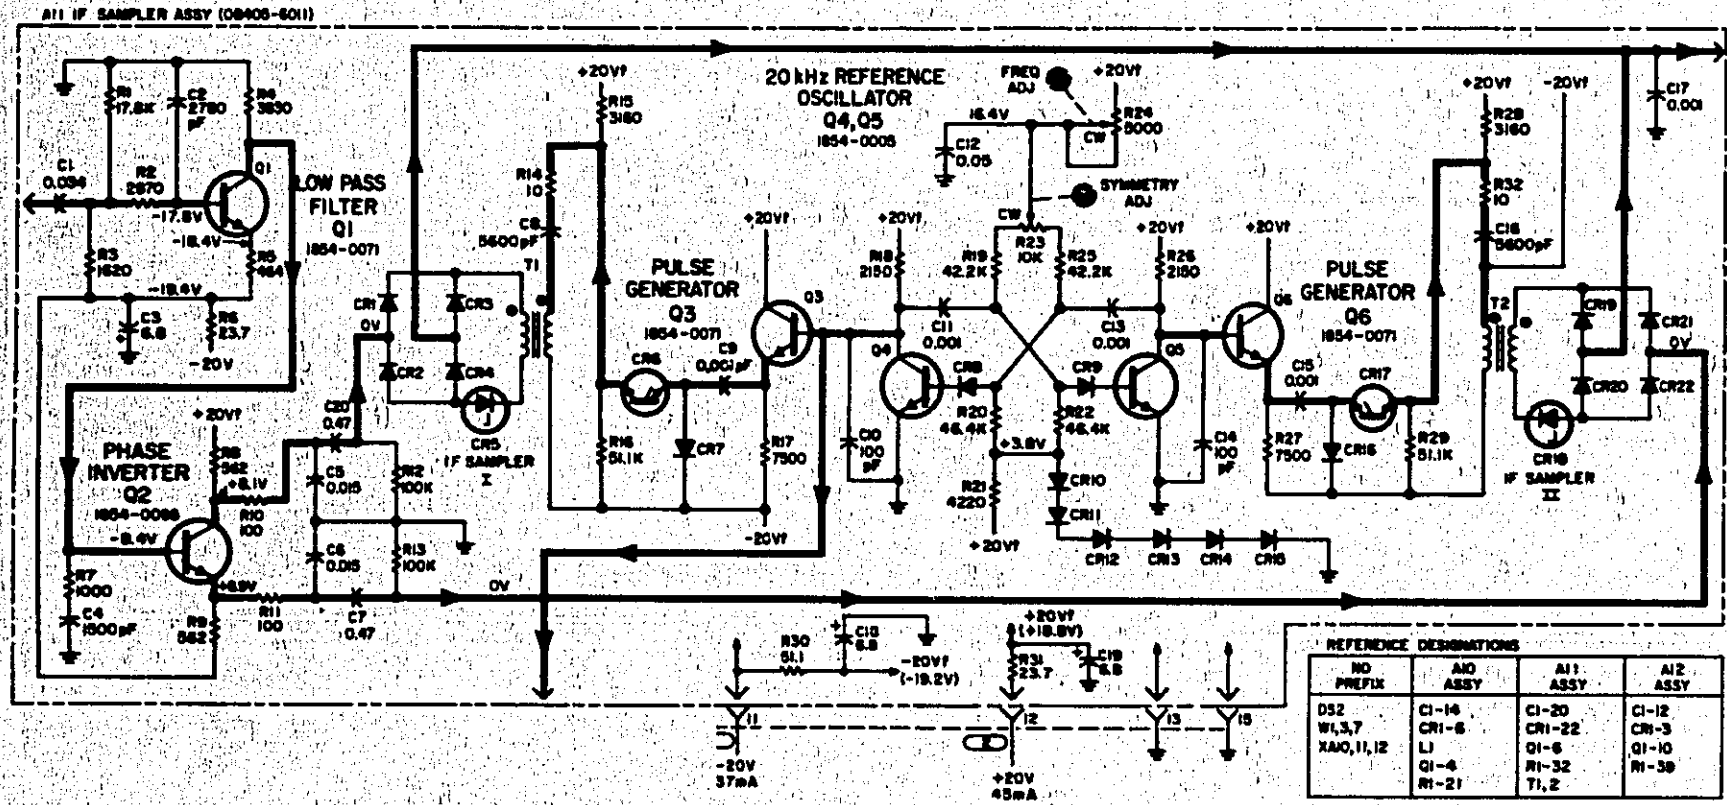 A11 IF SAMPLER ASSY (08405-6011)
R1
17.8K
C2
2780
pF
R4
3830
Q1
C1
0.034
R2
2870
-17.8V
-18.4V
R3
1620
R5
464
-19.4V
C3
6.8
R6
23.7
-20V
LOW PASS
FILTER
Q1
1854-0071
+20Vf
PHASE
INVERTER
Q2
R8
562
+8.1V
R10
100
-9.4V
R7
1000
C4
1500pF
R9
562
R11
100
C20
0.47
C5
0.015
R12
100K
C6
0.015
R13
100K
C7
0.47
0V
CR1
0V
CR2
CR3
CR4
CR5
IF SAMPLER
I
+20Vf
R15
3160
R14
10
C8
5600pF
T1
PULSE
GENERATOR
Q3
1854-0071
C9
0.001pF
CR6
R16
51.1K
CR7
R17
7500
-20Vf
+20Vf
Q3
20 kHz REFERENCE
OSCILLATOR
Q4,Q5
1854-0005
FREQ
ADJ
+20Vf
16.4V
CW
R24
5000
C12
0.05
SYMMETRY
ADJ
CW
R23
10K
+20Vf
R18
2150
R19
42.2K
R25
42.2K
+20Vf
R26
2150
C11
0.001
C13
0.001
Q4
CR8
CR9
Q5
C10
100
pF
R20
46.4K
R22
46.4K
+3.8V
R21
4220
+20Vf
CR10
CR11
CR12
CR13
CR14
CR15
C14
100
pF
+20Vf
Q6
PULSE
GENERATOR
Q6
1854-0071
C15
0.001
CR17
R27
7500
CR16
R29
51.1K
+20Vf
-20Vf
R28
3160
R32
10
C16
5600pF
T2
CR19
CR21
0V
CR20
CR22
CR18
IF SAMPLER
II
C17
0.001
R30
51.1
C18
6.8
-20Vf
(-19.2V)
+20Vf
(+18.8V)
R31
23.7
C19
6.8
11
12
13
15
-20V
37mA
+20V
45mA
REFERENCE DESIGNATIONS
NO
PREFIX
A10
ASSY
A11
ASSY
A12
ASSY
DS2
C1-14
C1-20
C1-12
W1,3,7
CR1-6
CR1-22
CR1-3
XA10,11,12
L1
Q1-6
Q1-10
Q1-4
R1-32
R1-39
R1-21
T1,2